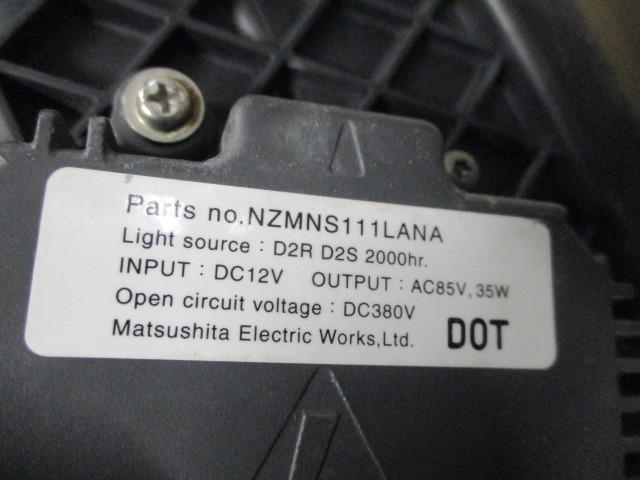 Parts no.NZMNS111LANA
Light source : D2R D2S 2000hr.
INPUT : DC12V OUTPUT : AC85V, 35W
Open circuit voltage : DC380V
Matsushita Electric Works,Ltd. DOT